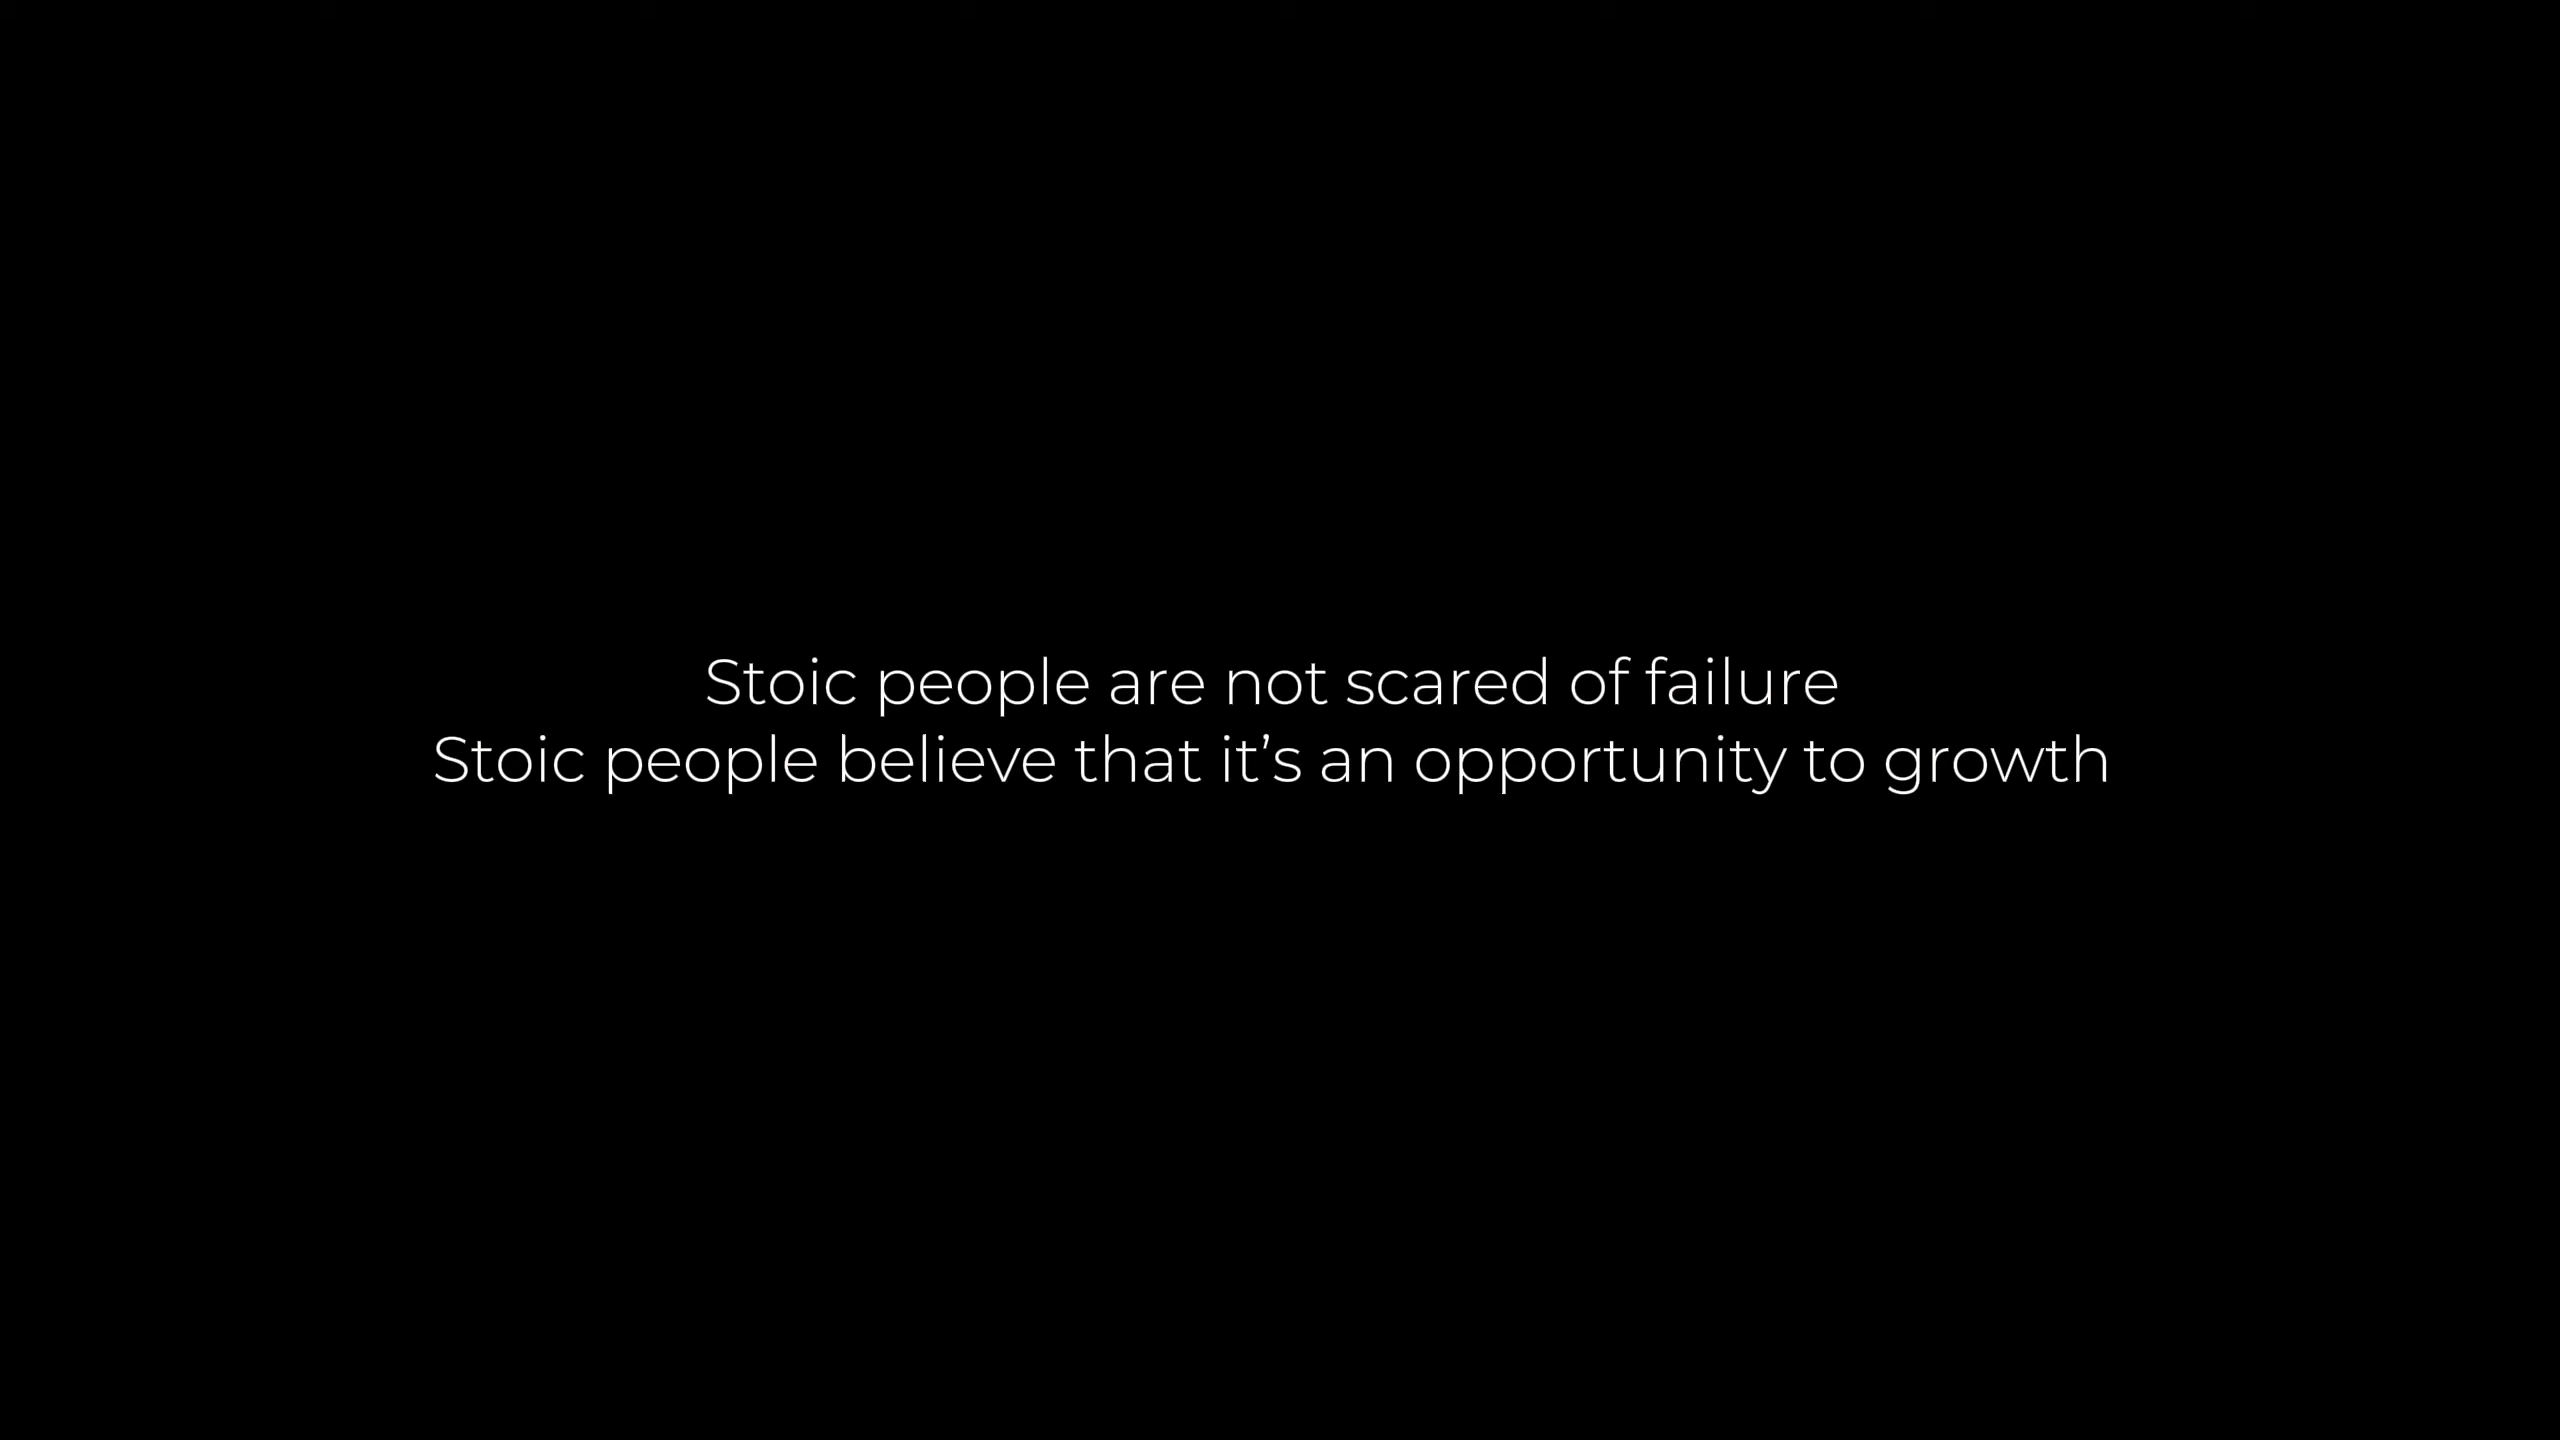 Stoic people are not scared of failure
Stoic people believe that it’s an opportunity to growth